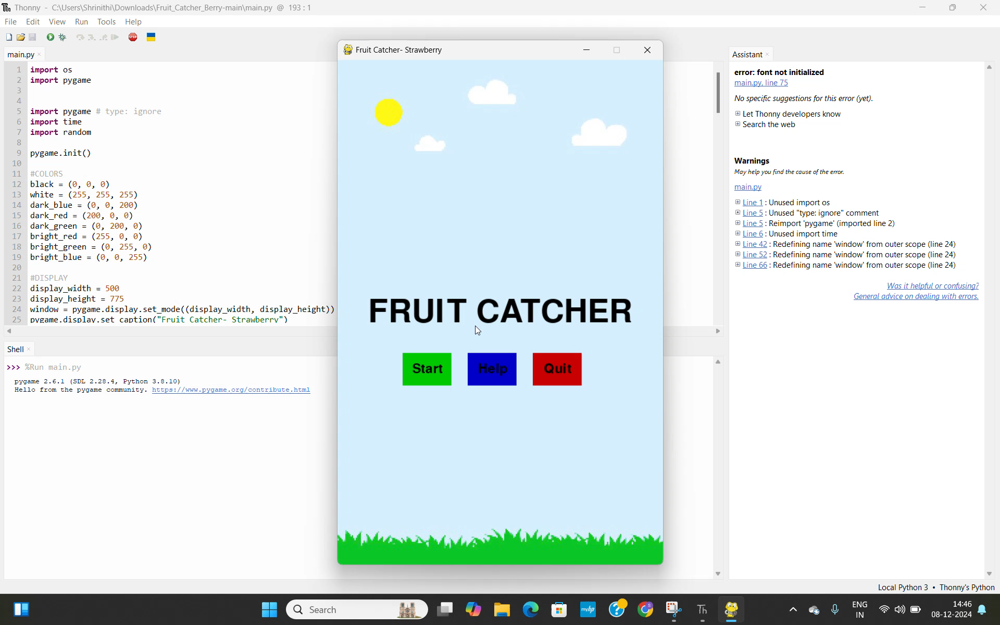 Thonny - C:\Users\Shrinithi\Downloads\Fruit_Catcher_Berry-main\main.py @ 193 : 1
File Edit View Run Tools Help
STOP
main.py ×
1 import os
2 import pygame
3
4
5 import pygame # type: ignore
6 import time
7 import random
8
9 pygame.init()
10
11 #COLORS
12 black = (0, 0, 0)
13 white = (255, 255, 255)
14 dark_blue = (0, 0, 200)
15 dark_red = (200, 0, 0)
16 dark_green = (0, 200, 0)
17 bright_red = (255, 0, 0)
18 bright_green = (0, 255, 0)
19 bright_blue = (0, 0, 255)
20
21 #DISPLAY
22 display_width = 500
23 display_height = 775
24 window = pygame.display.set_mode((display_width, display_height))
25 pygame.display.set_caption("Fruit Catcher- Strawberry")
Shell ×
>>> %Run main.py
pygame 2.6.1 (SDL 2.28.4, Python 3.8.10)
Hello from the pygame community. https://www.pygame.org/contribute.html
Fruit Catcher- Strawberry
FRUIT CATCHER
Start Help Quit
Assistant ×
error: font not initialized
main.py, line 75
No specific suggestions for this error (yet).
Let Thonny developers know
Search the web
Warnings
May help you find the cause of the error.
main.py
Line 1 : Unused import os
Line 5 : Unused "type: ignore" comment
Line 5 : Reimport 'pygame' (imported line 2)
Line 6 : Unused import time
Line 42 : Redefining name 'window' from outer scope (line 24)
Line 52 : Redefining name 'window' from outer scope (line 24)
Line 66 : Redefining name 'window' from outer scope (line 24)
Was it helpful or confusing?
General advice on dealing with errors.
Local Python 3 • Thonny's Python
Search
myhp
Th
ENG
IN
14:46
08-12-2024